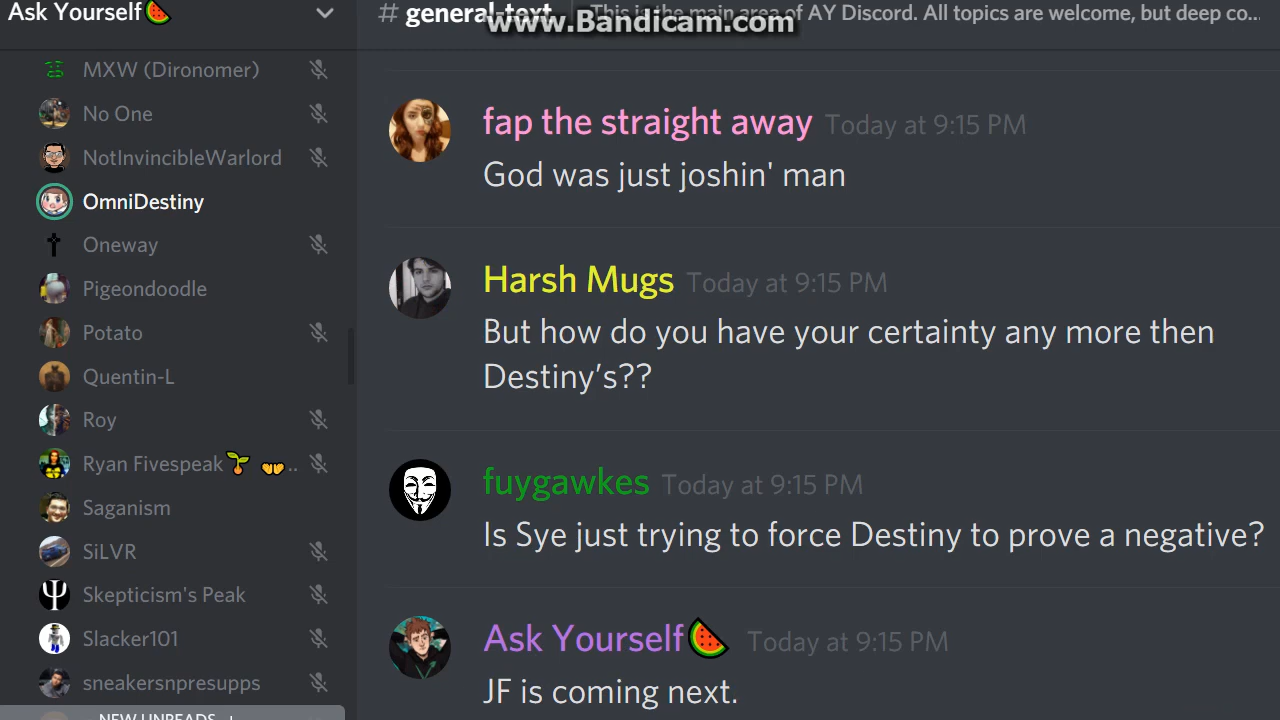 Ask Yourself🍉
# general-text
This is the main area of AY Discord. All topics are welcome, but deep co...
www.Bandicam.com
MXW (Dironomer)
No One
NotInvincibleWarlord
OmniDestiny
Oneway
Pigeondoodle
Potato
Quentin-L
Roy
Ryan Fivespeak🌱 ..
Saganism
SiLVR
Skepticism's Peak
Slacker101
sneakersnpresupps
NEW UNREADS
fap the straight away Today at 9:15 PM
God was just joshin' man
Harsh Mugs Today at 9:15 PM
But how do you have your certainty any more then
Destiny’s??
fuygawkes Today at 9:15 PM
Is Sye just trying to force Destiny to prove a negative?
Ask Yourself🍉 Today at 9:15 PM
JF is coming next.